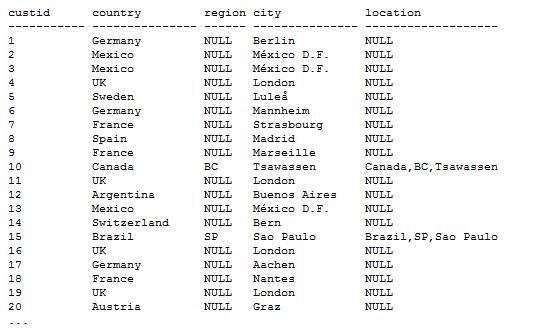 custid country region city location
----------- --------------- ------ --------------- -------------------
1 Germany NULL Berlin NULL
2 Mexico NULL México D.F. NULL
3 Mexico NULL México D.F. NULL
4 UK NULL London NULL
5 Sweden NULL Luleå NULL
6 Germany NULL Mannheim NULL
7 France NULL Strasbourg NULL
8 Spain NULL Madrid NULL
9 France NULL Marseille NULL
10 Canada BC Tsawassen Canada,BC,Tsawassen
11 UK NULL London NULL
12 Argentina NULL Buenos Aires NULL
13 Mexico NULL México D.F. NULL
14 Switzerland NULL Bern NULL
15 Brazil SP Sao Paulo Brazil,SP,Sao Paulo
16 UK NULL London NULL
17 Germany NULL Aachen NULL
18 France NULL Nantes NULL
19 UK NULL London NULL
20 Austria NULL Graz NULL
...